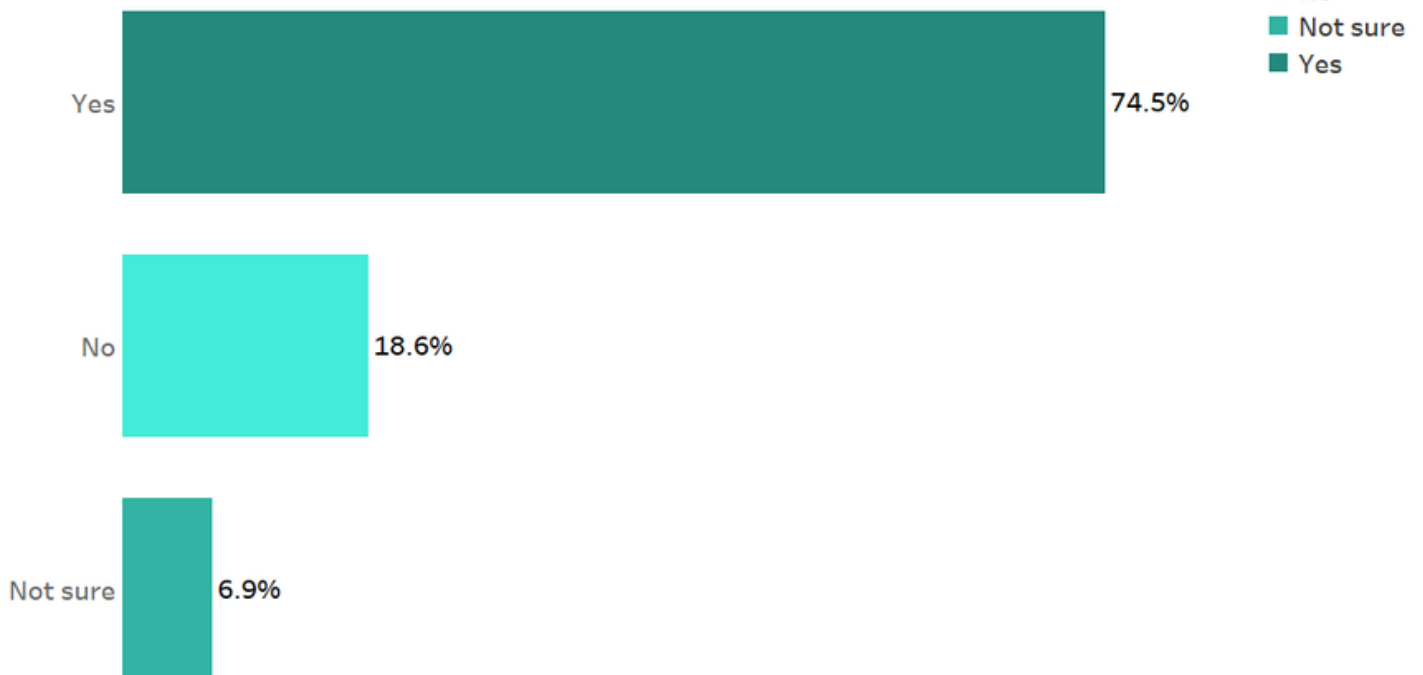 Not sure
Yes
Yes
74.5%
No
18.6%
Not sure
6.9%